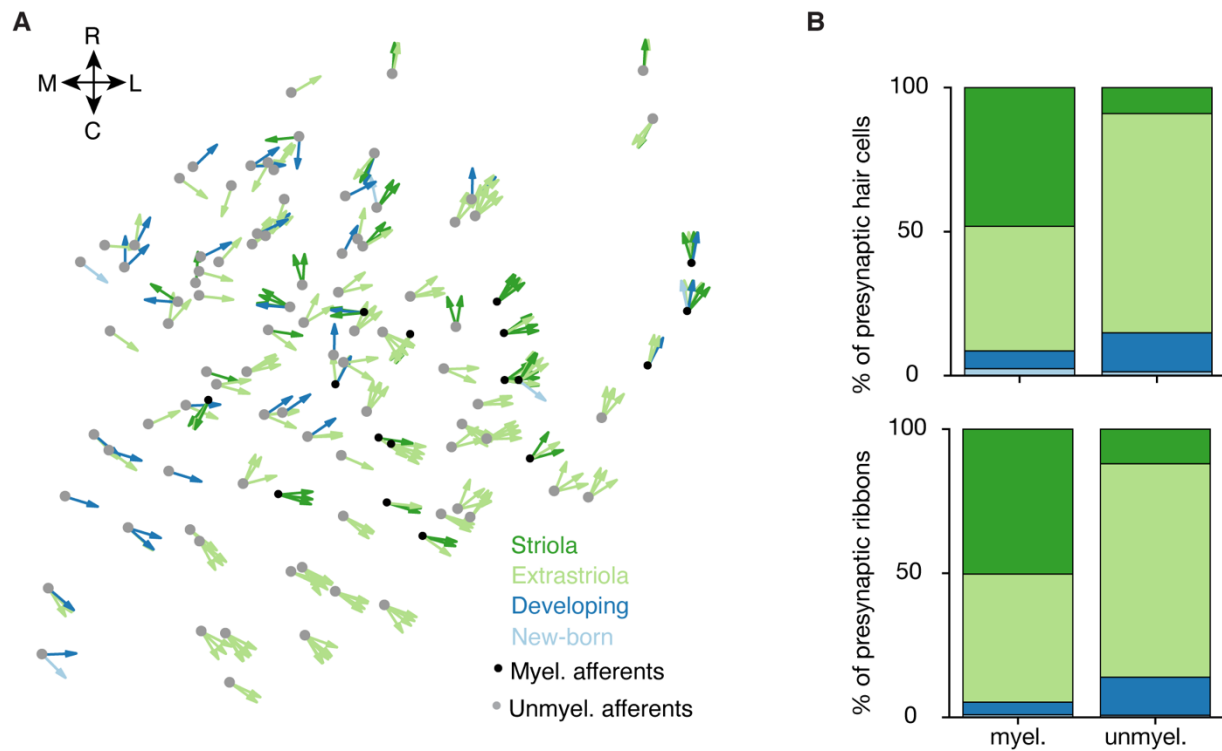 A
R
M L
C
Striola
Extrastriola
Developing
New-born
Myel. afferents
Unmyel. afferents
B
% of presynaptic hair cells
100
50
0
% of presynaptic ribbons
100
50
0
myel. unmyel.